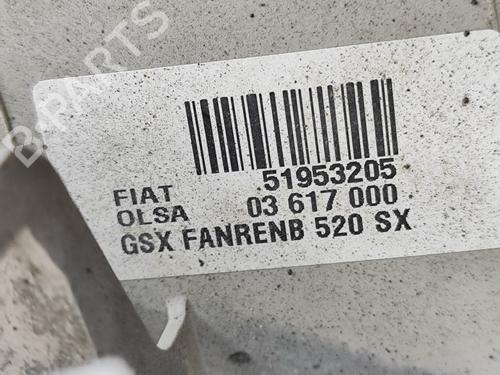 B-PARTS
51953205
FIAT
OLSA 03 617 000
GSX FANRENB 520 SX